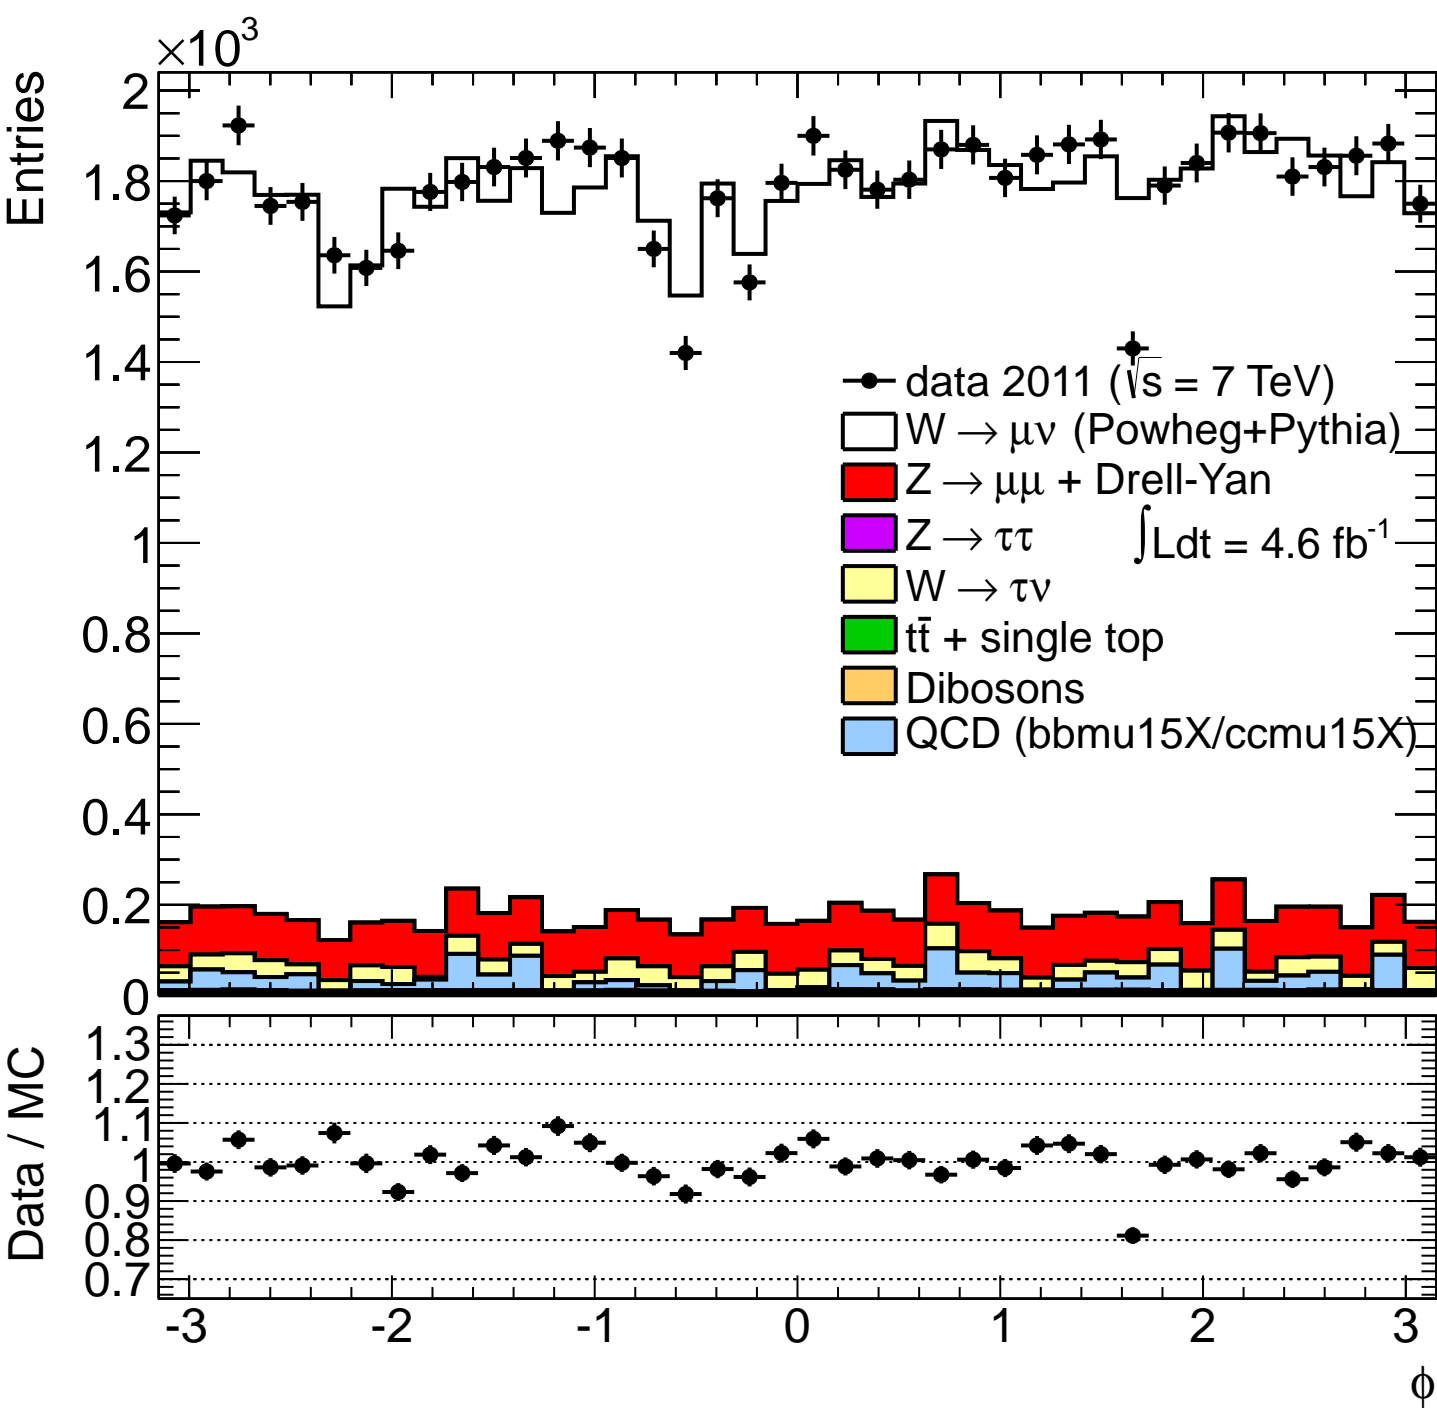 ×10³
Entries
2
1.8
1.6
1.4
1.2
1
0.8
0.6
0.4
0.2
0
data 2011 (√s = 7 TeV)
W → μν (Powheg+Pythia)
Z → μμ + Drell-Yan
Z → ττ
∫Ldt = 4.6 fb⁻¹
W → τν
tt̄ + single top
Dibosons
QCD (bbmu15X/ccmu15X)
Data / MC
1.3
1.2
1.1
1
0.9
0.8
0.7
-3 -2 -1 0 1 2 3
ϕ